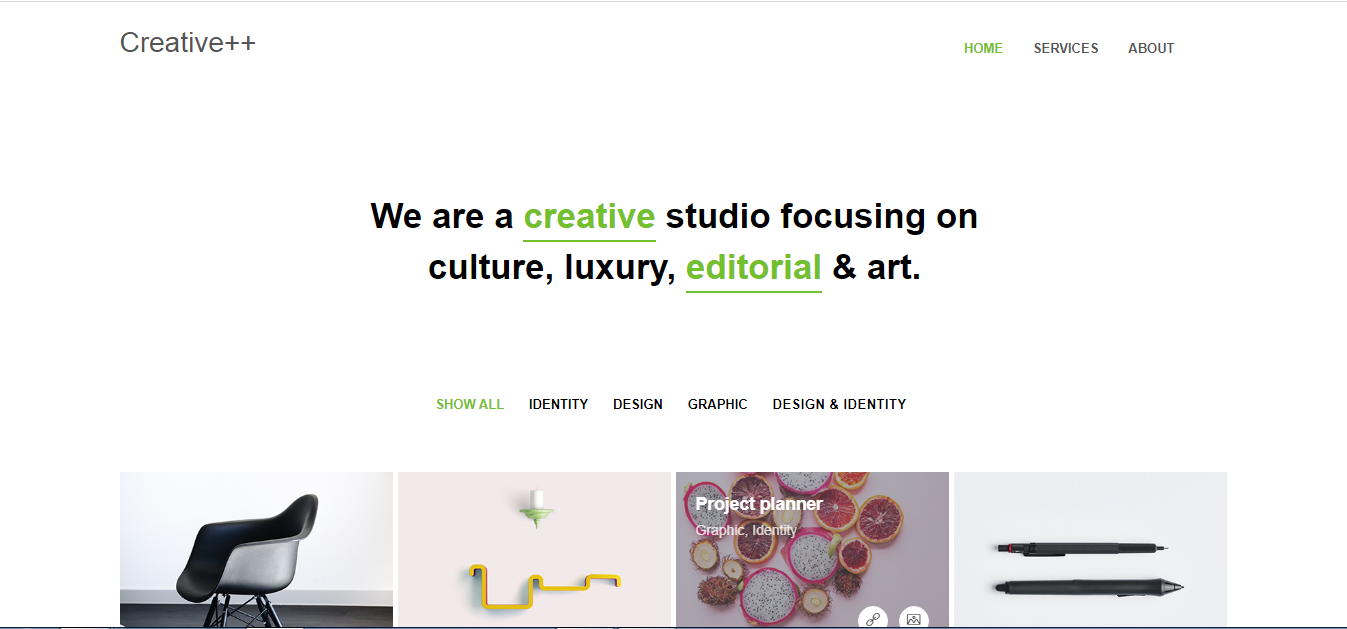 Creative++
HOME SERVICES ABOUT
We are a creative studio focusing on
culture, luxury, editorial & art.
SHOW ALL IDENTITY DESIGN GRAPHIC DESIGN & IDENTITY
Project planner
Graphic, Identity